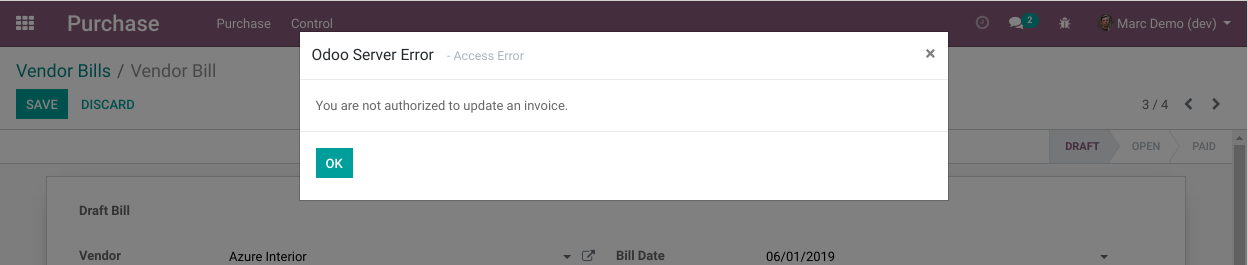 Purchase Purchase Control 2 Marc Demo (dev)
Odoo Server Error - Access Error ×
Vendor Bills / Vendor Bill
SAVE DISCARD
You are not authorized to update an invoice.
3 / 4
OK
DRAFT OPEN PAID
Draft Bill
Vendor Azure Interior Bill Date 06/01/2019